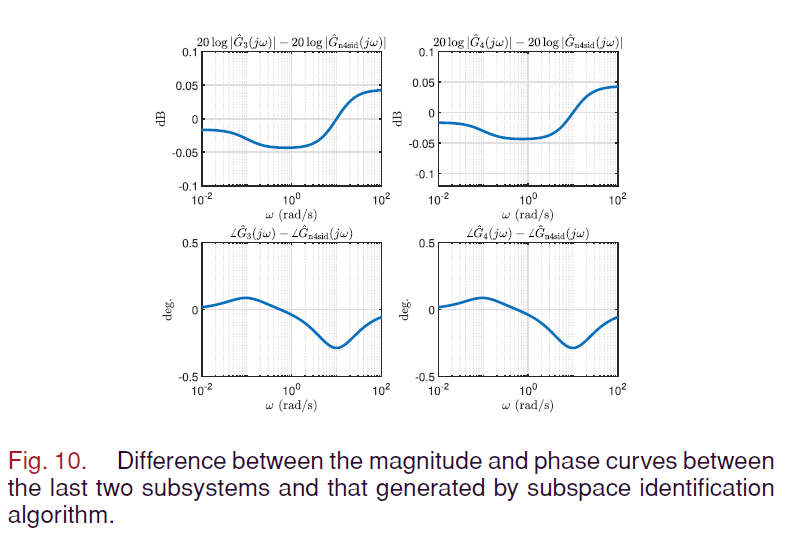 20 log |Ĝ₃(jω)| − 20 log |Ĝn4sid(jω)|
0.1
0.05
0
-0.05
-0.1
dB
10⁻²
10⁰
10²
ω (rad/s)
20 log |Ĝ₄(jω)| − 20 log |Ĝn4sid(jω)|
0.1
0.05
0
-0.05
-0.1
dB
10⁻²
10⁰
10²
ω (rad/s)
∠Ĝ₃(jω) − ∠Ĝn4sid(jω)
0.5
0
-0.5
deg.
10⁻²
10⁰
10²
ω (rad/s)
∠Ĝ₄(jω) − ∠Ĝn4sid(jω)
0.5
0
-0.5
deg.
10⁻²
10⁰
10²
ω (rad/s)
Fig. 10. Difference between the magnitude and phase curves between
the last two subsystems and that generated by subspace identification
algorithm.